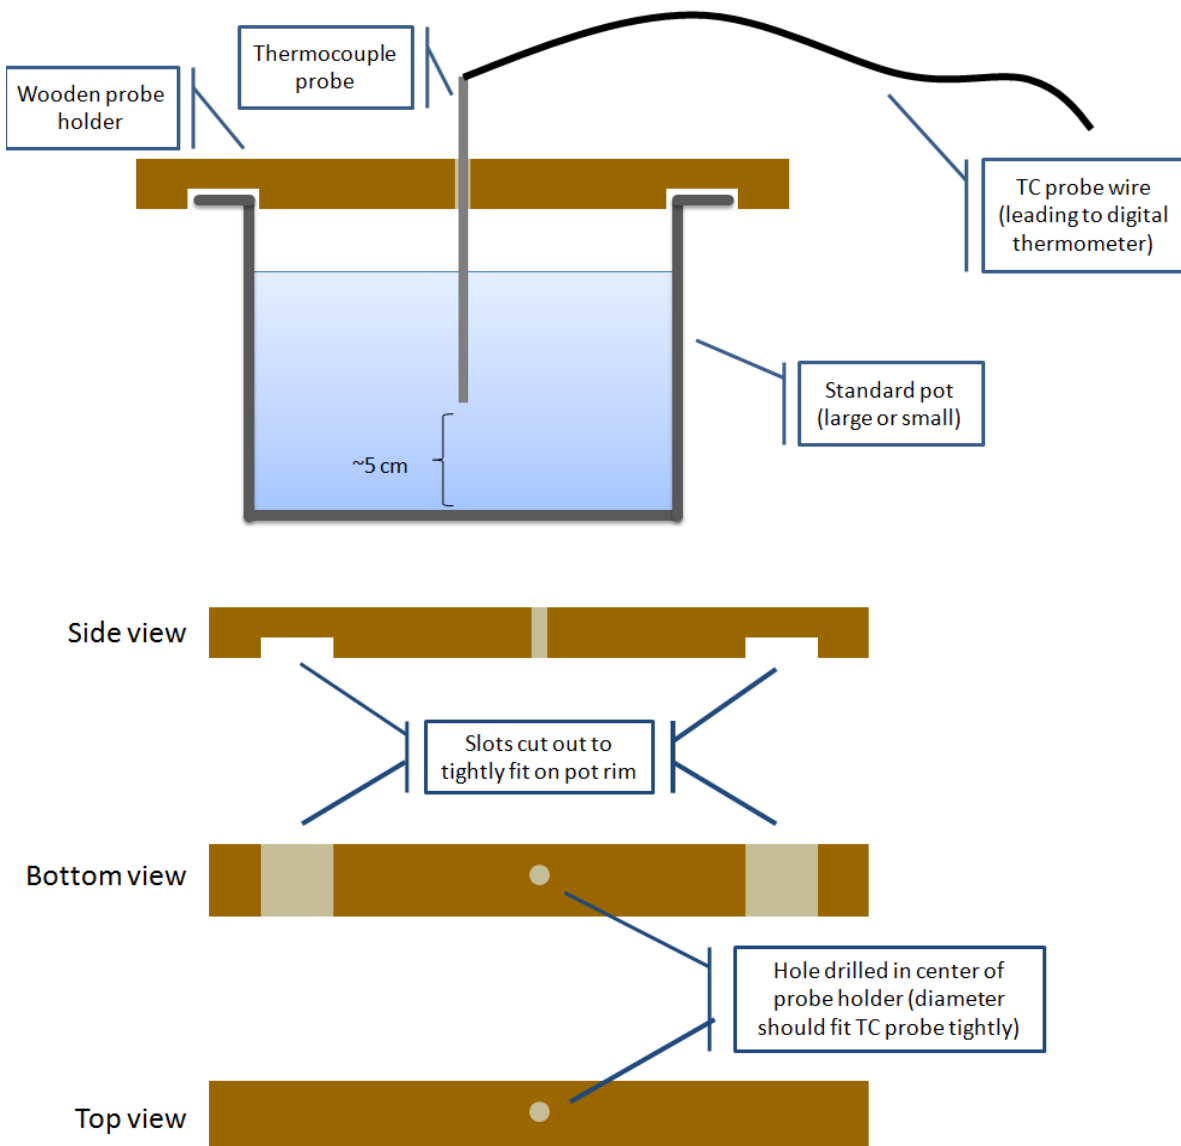 Thermocouple
probe
Wooden probe
holder
TC probe wire
(leading to digital
thermometer)
Standard pot
(large or small)
~5 cm
Side view
Slots cut out to
tightly fit on pot rim
Bottom view
Hole drilled in center of
probe holder (diameter
should fit TC probe tightly)
Top view